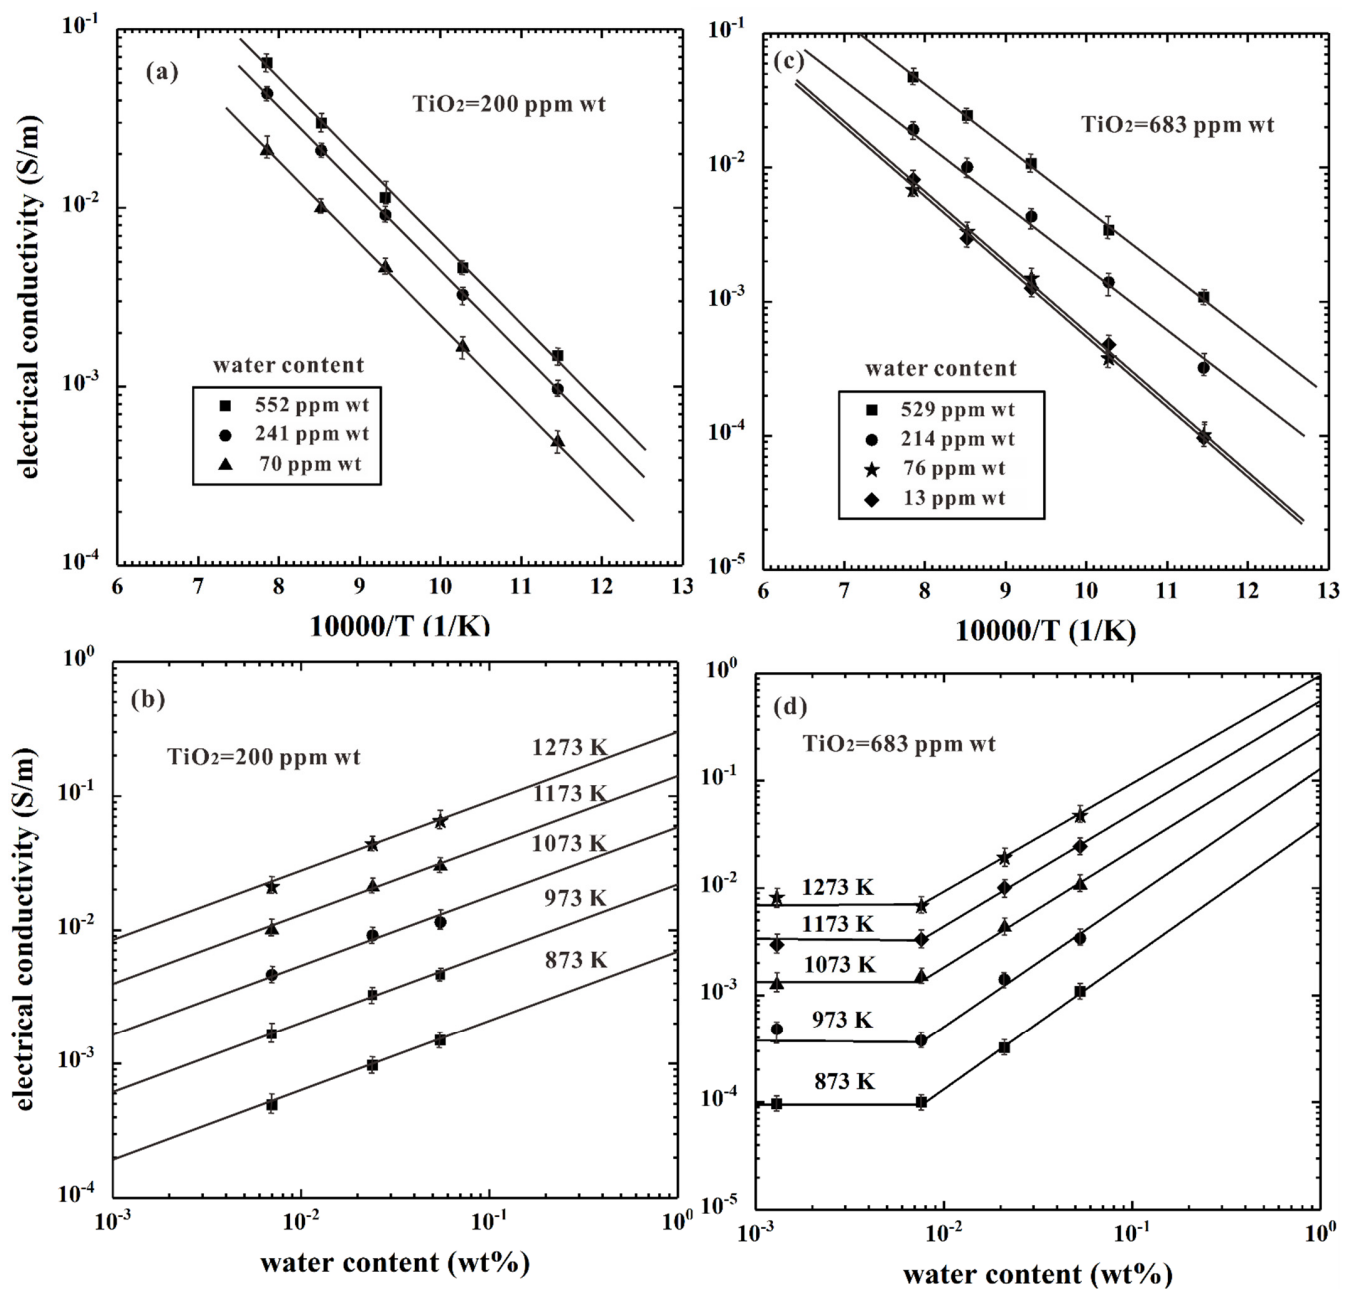 electrical conductivity (S/m)
10-1
10-2
10-3
10-4
(a)
TiO2=200 ppm wt
water content
552 ppm wt
241 ppm wt
70 ppm wt
6 7 8 9 10 11 12 13
10000/T (1/K)
10-1
10-2
10-3
10-4
10-5
(c)
TiO2=683 ppm wt
water content
529 ppm wt
214 ppm wt
76 ppm wt
13 ppm wt
6 7 8 9 10 11 12 13
10000/T (1/K)
electrical conductivity (S/m)
100
10-1
10-2
10-3
10-4
(b)
TiO2=200 ppm wt
1273 K
1173 K
1073 K
973 K
873 K
10-3 10-2 10-1 100
water content (wt%)
100
10-1
10-2
10-3
10-4
10-5
(d)
TiO2=683 ppm wt
1273 K
1173 K
1073 K
973 K
873 K
10-3 10-2 10-1 100
water content (wt%)